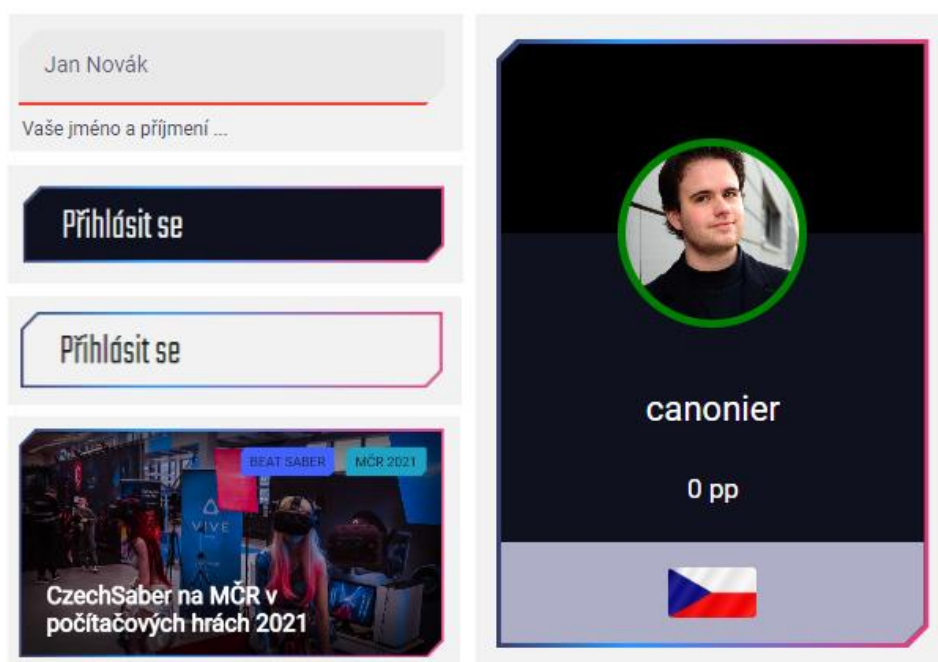 Jan Novák
Vaše jméno a příjmení ...
Přihlásit se
Přihlásit se
BEAT SABER
MČR 2021
VIVE
CzechSaber na MČR v
počítačových hrách 2021
canonier
0 pp